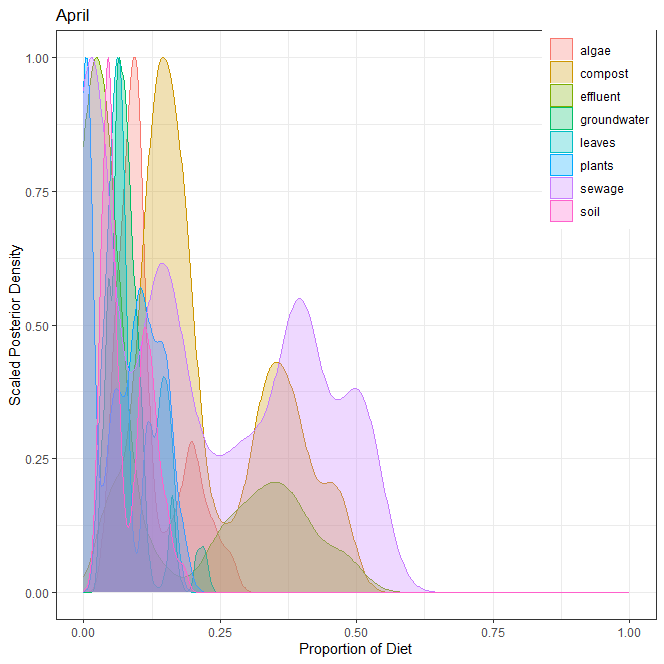 April
algae
compost
effluent
groundwater
leaves
plants
sewage
soil
1.00
0.75
0.50
0.25
0.00
Scaled Posterior Density
0.00 0.25 0.50 0.75 1.00
Proportion of Diet